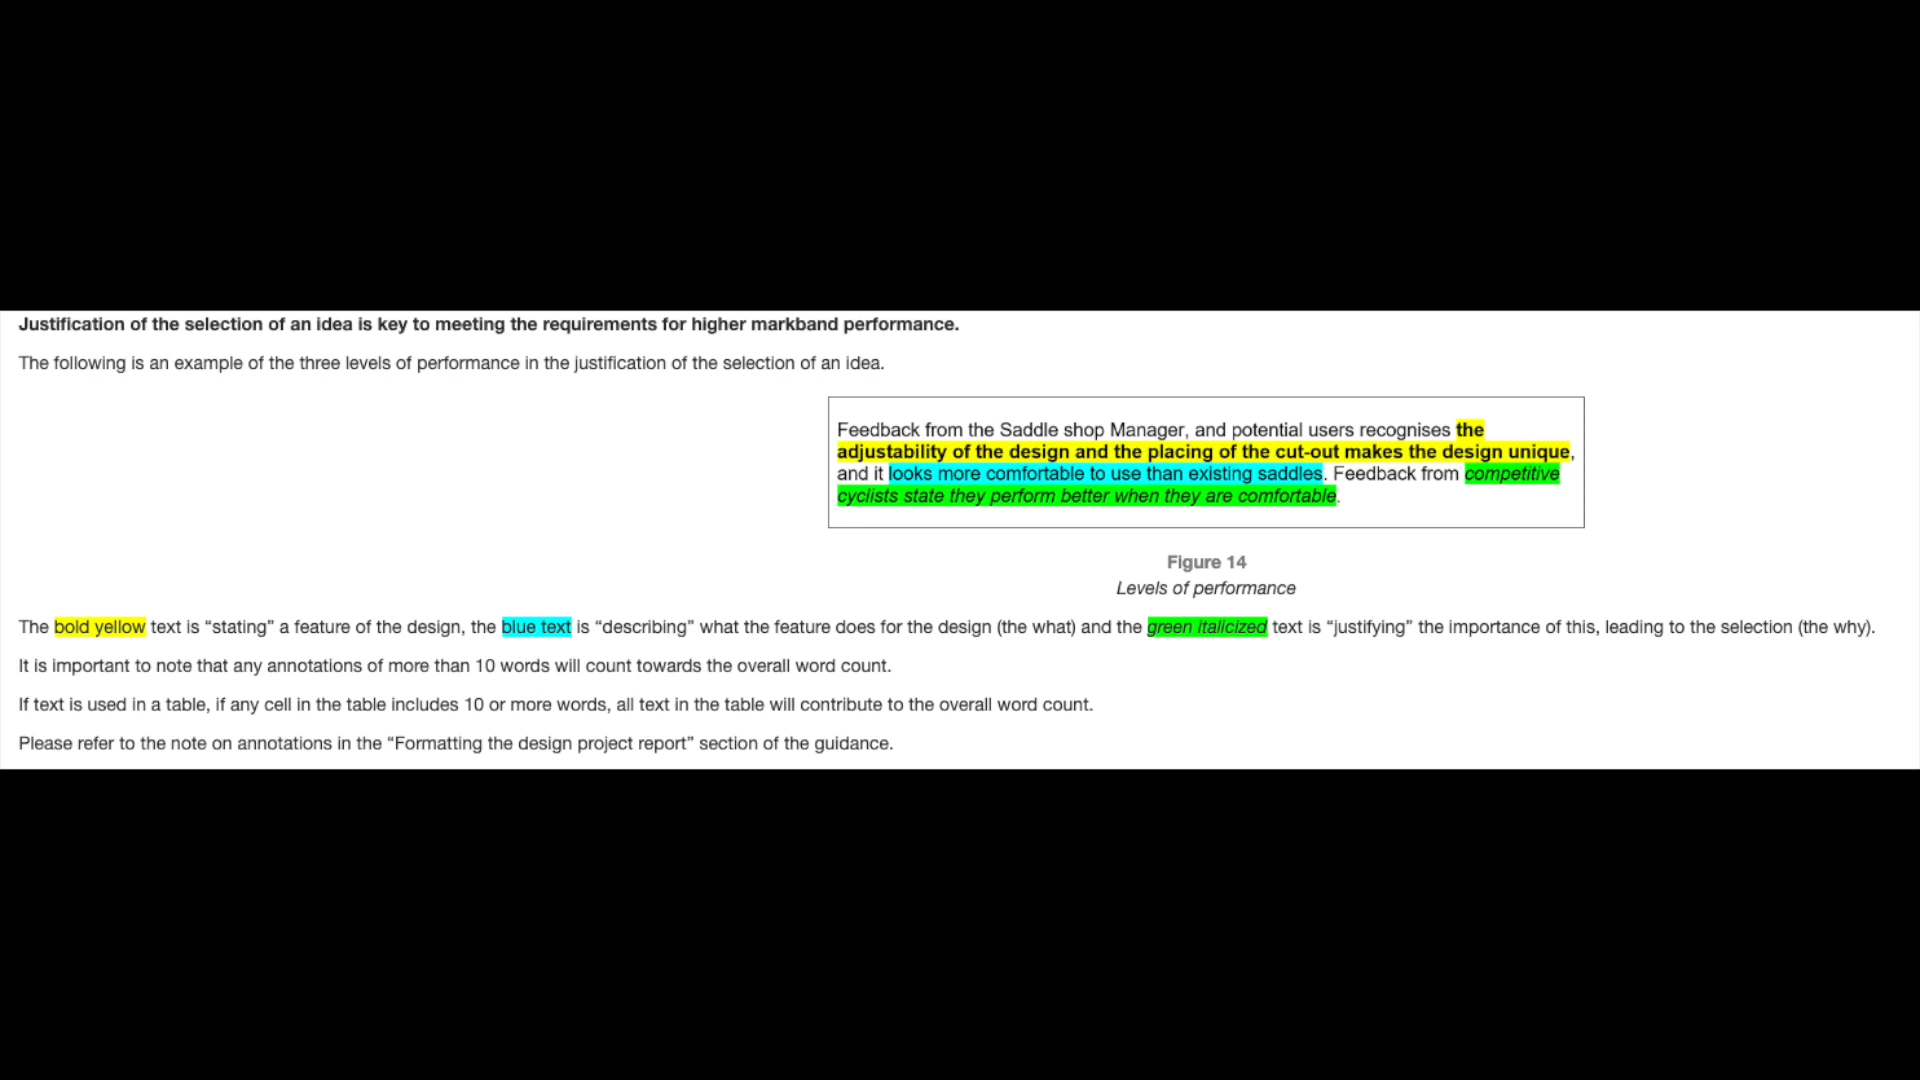 Justification of the selection of an idea is key to meeting the requirements for higher markband performance.
The following is an example of the three levels of performance in the justification of the selection of an idea.
Feedback from the Saddle shop Manager, and potential users recognises the
adjustability of the design and the placing of the cut-out makes the design unique,
and it looks more comfortable to use than existing saddles. Feedback from competitive
cyclists state they perform better when they are comfortable.
Figure 14
Levels of performance
The bold yellow text is “stating” a feature of the design, the blue text is “describing” what the feature does for the design (the what) and the green italicized text is “justifying” the importance of this, leading to the selection (the why).
It is important to note that any annotations of more than 10 words will count towards the overall word count.
If text is used in a table, if any cell in the table includes 10 or more words, all text in the table will contribute to the overall word count.
Please refer to the note on annotations in the “Formatting the design project report” section of the guidance.